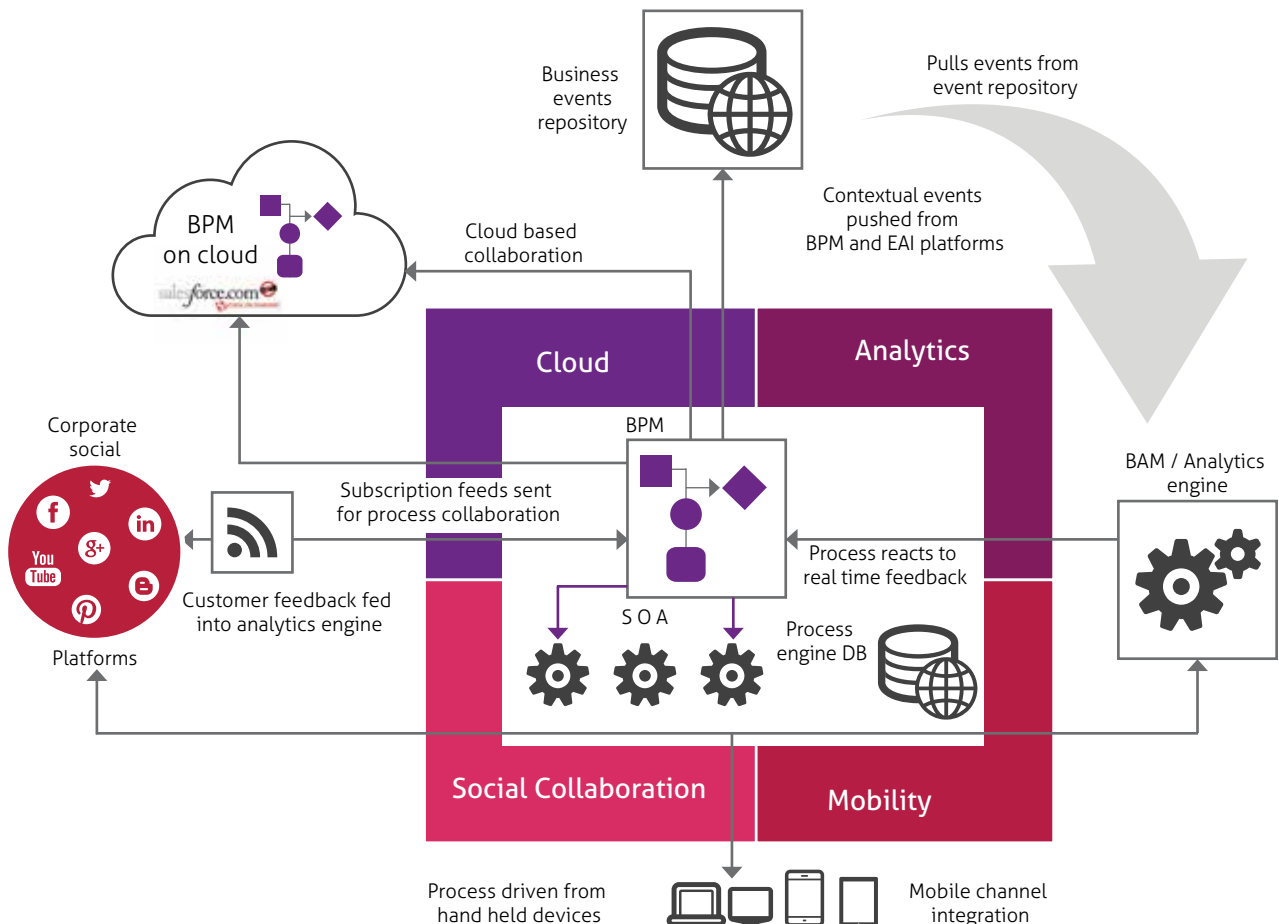 Business
events
repository
Pulls events from
event repository
Contextual events
pushed from
BPM and EAI platforms
BPM
on cloud
salesforce.com
Cloud based
collaboration
Cloud
Analytics
BPM
Corporate
social
f
in
g+
You
Tube
B
Platforms
Subscription feeds sent
for process collaboration
Customer feedback fed
into analytics engine
BAM / Analytics
engine
Process reacts to
real time feedback
S O A
Process
engine DB
Social Collaboration
Mobility
Process driven from
hand held devices
Mobile channel
integration